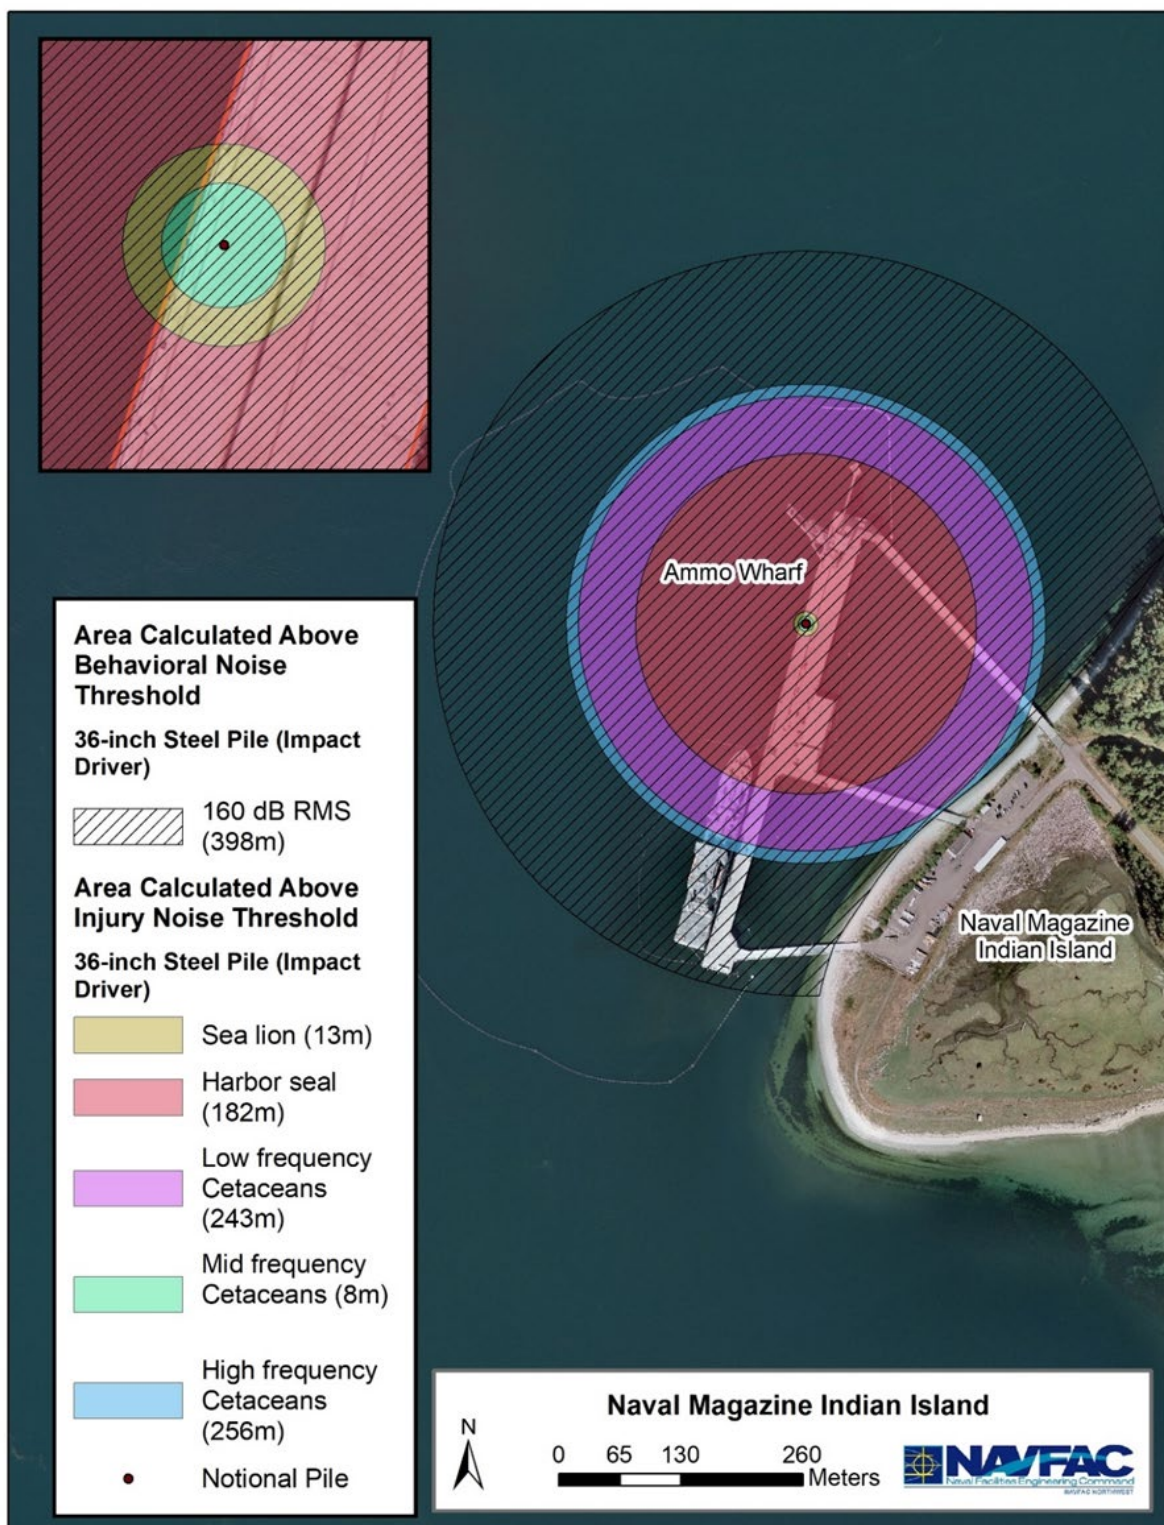 Ammo Wharf
Naval Magazine
Indian Island
Area Calculated Above
Behavioral Noise
Threshold
36-inch Steel Pile (Impact
Driver)
160 dB RMS
(398m)
Area Calculated Above
Injury Noise Threshold
36-inch Steel Pile (Impact
Driver)
Sea lion (13m)
Harbor seal
(182m)
Low frequency
Cetaceans
(243m)
Mid frequency
Cetaceans (8m)
High frequency
Cetaceans
(256m)
Notional Pile
Naval Magazine Indian Island
N
0 65 130 260
Meters
NAVFAC
Naval Facilities Engineering Command
NAVFAC NORTHWEST